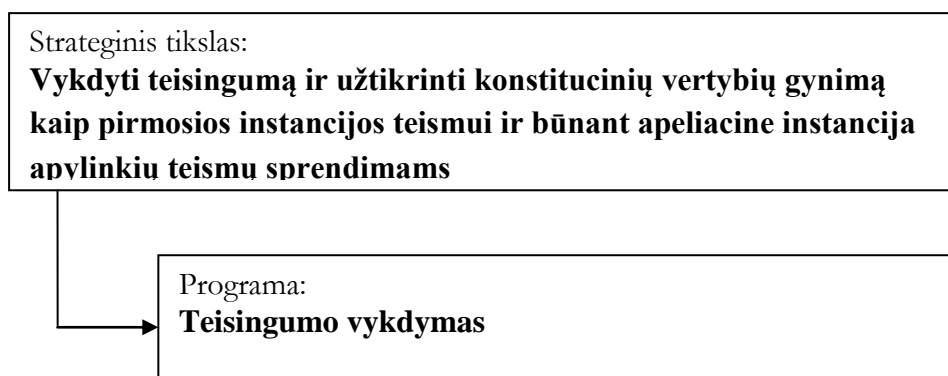 Strateginis tikslas:
Vykdyti teisingumą ir užtikrinti konstitucinių vertybių gynimą
kaip pirmosios instancijos teismui ir būnant apeliacine instancija
apylinkių teismų sprendimams
Programa:
Teisingumo vykdymas